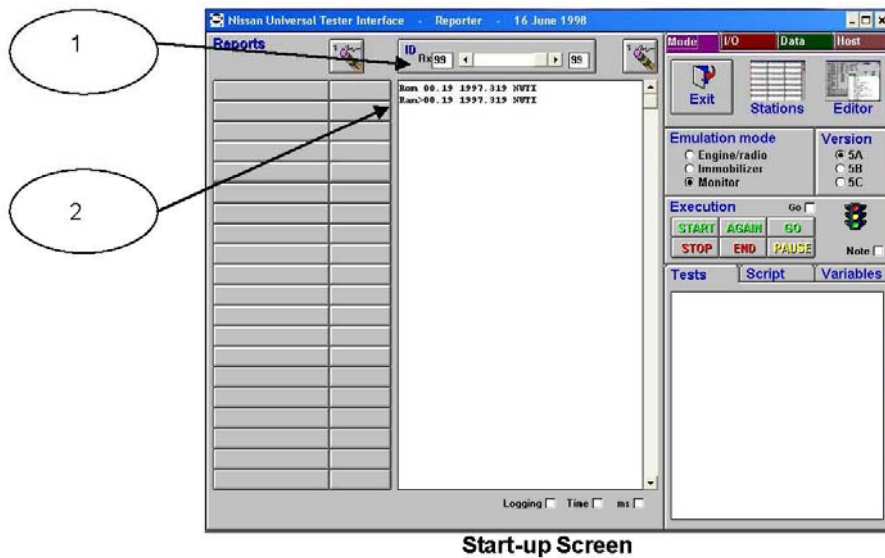 1
2
Nissan Universal Tester Interface - Reporter - 16 June 1998
Reports
ID
Rx 99 99
Rom 00.19 1997.319 NUTI
Ram>00.19 1997.319 NUTI
Logging Time ms
Mode I/O Data Host
Exit Stations Editor
Emulation mode
Engine/radio
Immobilizer
Monitor
Version
5A
5B
5C
Execution Go
START AGAIN GO
STOP END PAUSE
Note
Tests Script Variables
Start-up Screen